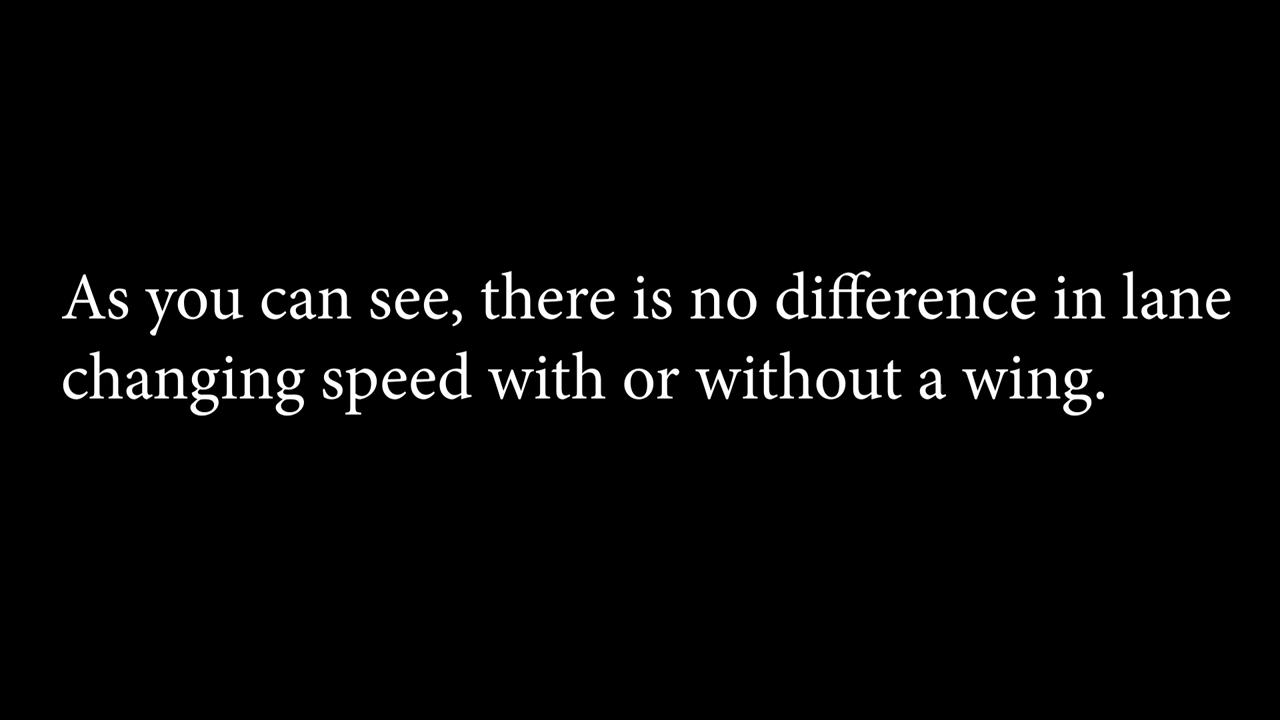 As you can see, there is no difference in lane
changing speed with or without a wing.